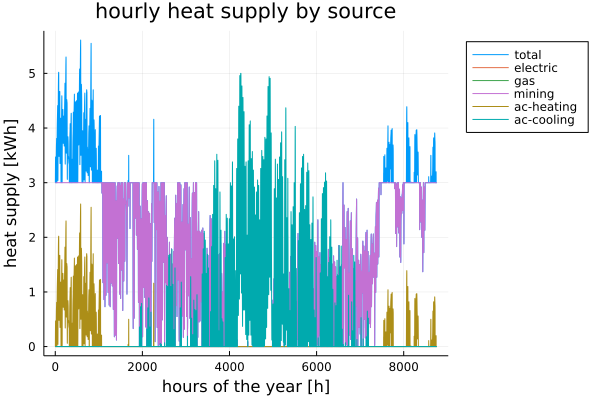 hourly heat supply by source
heat supply [kWh]
5
4
3
2
1
0
0 2000 4000 6000 8000
hours of the year [h]
total
electric
gas
mining
ac-heating
ac-cooling